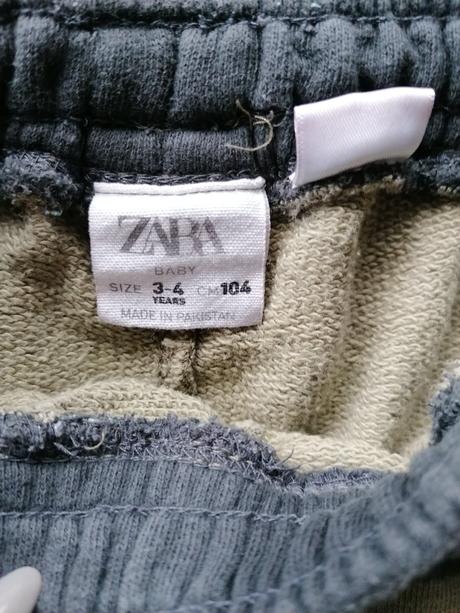 ZARA
BABY
SIZE 3-4 CM 104
YEARS
MADE IN PAKISTAN